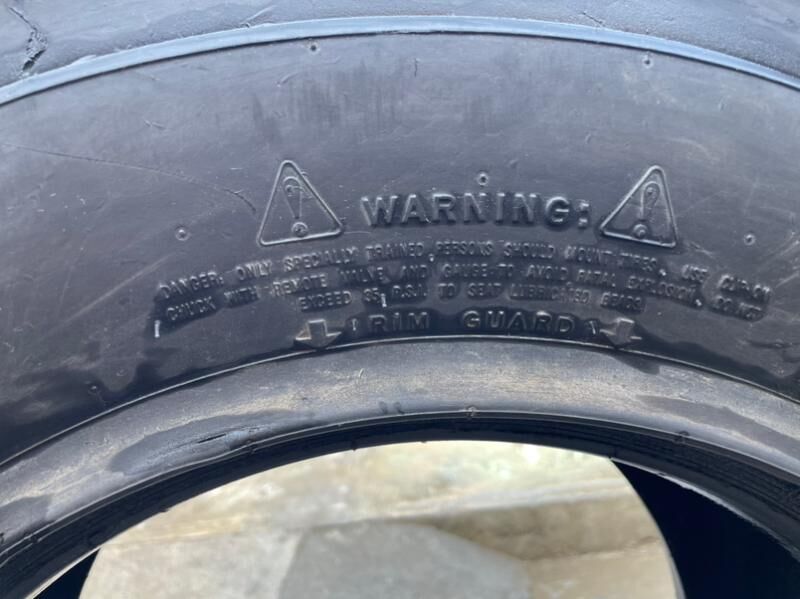 WARNING:
DANGER: ONLY SPECIALLY TRAINED PERSONS SHOULD MOUNT TIRES. USE CLIP-ON
CHUCK WITH REMOTE VALVE AND GAUGE TO AVOID FATAL EXPLOSION. DO NOT
EXCEED 35 P.S.I. TO SEAT LUBRICATED BEADS
RIM GUARD